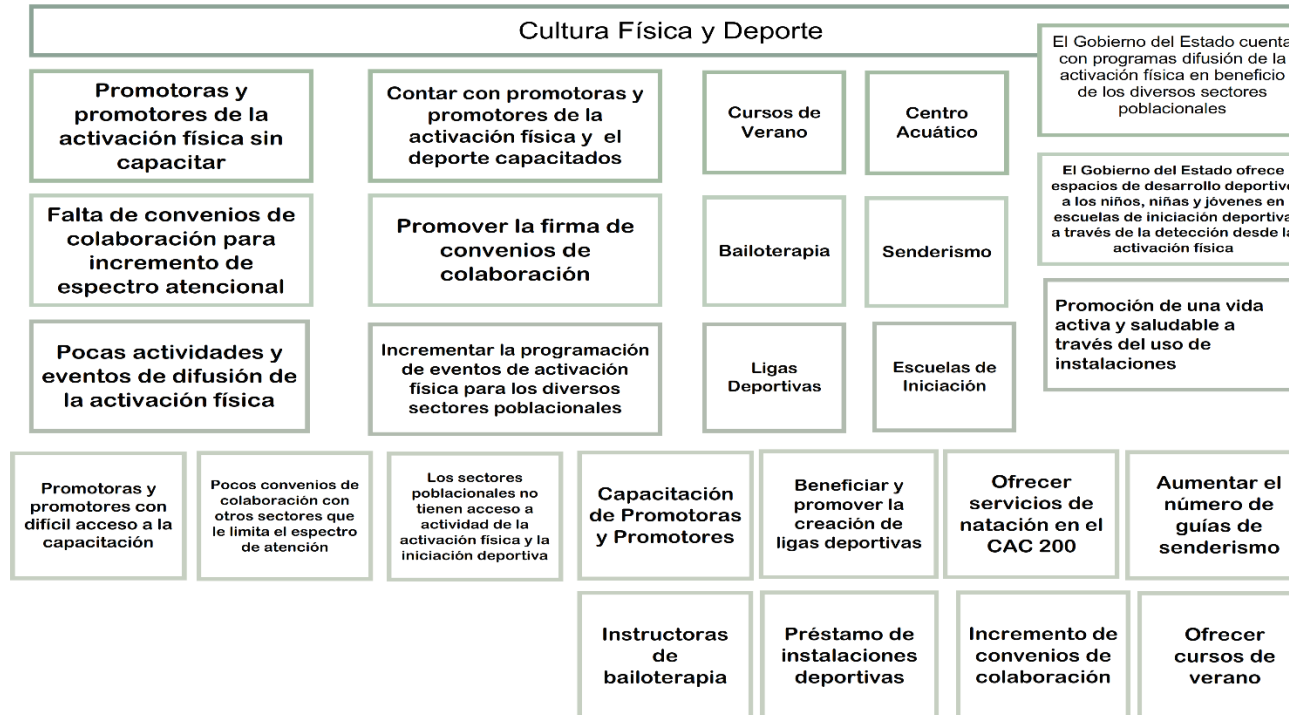 Cultura Física y Deporte
El Gobierno del Estado cuenta
con programas difusión de la
activación física en beneficio
de los diversos sectores
poblacionales
Promotoras y
promotores de la
activación física sin
capacitar
Contar con promotoras y
promotores de la
activación física y el
deporte capacitados
Cursos de
Verano
Centro
Acuático
El Gobierno del Estado ofrece
espacios de desarrollo deportivo
a los niños, niñas y jóvenes en
escuelas de iniciación deportiva
a través de la detección desde la
activación física
Falta de convenios de
colaboración para
incremento de
espectro atencional
Promover la firma de
convenios de
colaboración
Bailoterapia
Senderismo
Promoción de una vida
activa y saludable a
través del uso de
instalaciones
Pocas actividades y
eventos de difusión de
la activación física
Incrementar la programación
de eventos de activación
física para los diversos
sectores poblacionales
Ligas
Deportivas
Escuelas de
Iniciación
Promotoras y
promotores con
difícil acceso a la
capacitación
Pocos convenios de
colaboración con
otros sectores que
le limita el espectro
de atención
Los sectores
poblacionales no
tienen acceso a
actividad de la
activación física y la
iniciación deportiva
Capacitación
de Promotoras
y Promotores
Beneficiar y
promover la
creación de
ligas deportivas
Ofrecer
servicios de
natación en el
CAC 200
Aumentar el
número de
guías de
senderismo
Instructoras
de
bailoterapia
Préstamo de
instalaciones
deportivas
Incremento de
convenios de
colaboración
Ofrecer
cursos de
verano